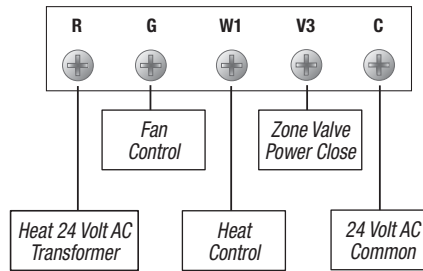 R G W1 V3 C
Fan
Control
Zone Valve
Power Close
Heat 24 Volt AC
Transformer
Heat
Control
24 Volt AC
Common